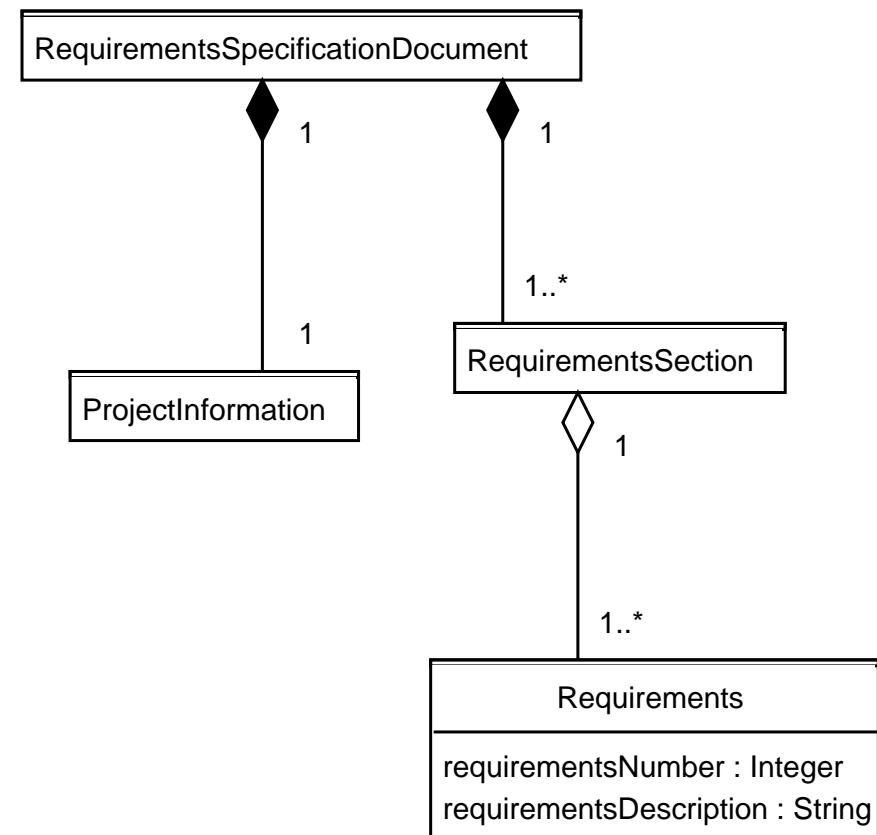 RequirementsSpecificationDocument
1
1
1..*
1
RequirementsSection
ProjectInformation
1
1..*
Requirements
requirementsNumber : Integer
requirementsDescription : String